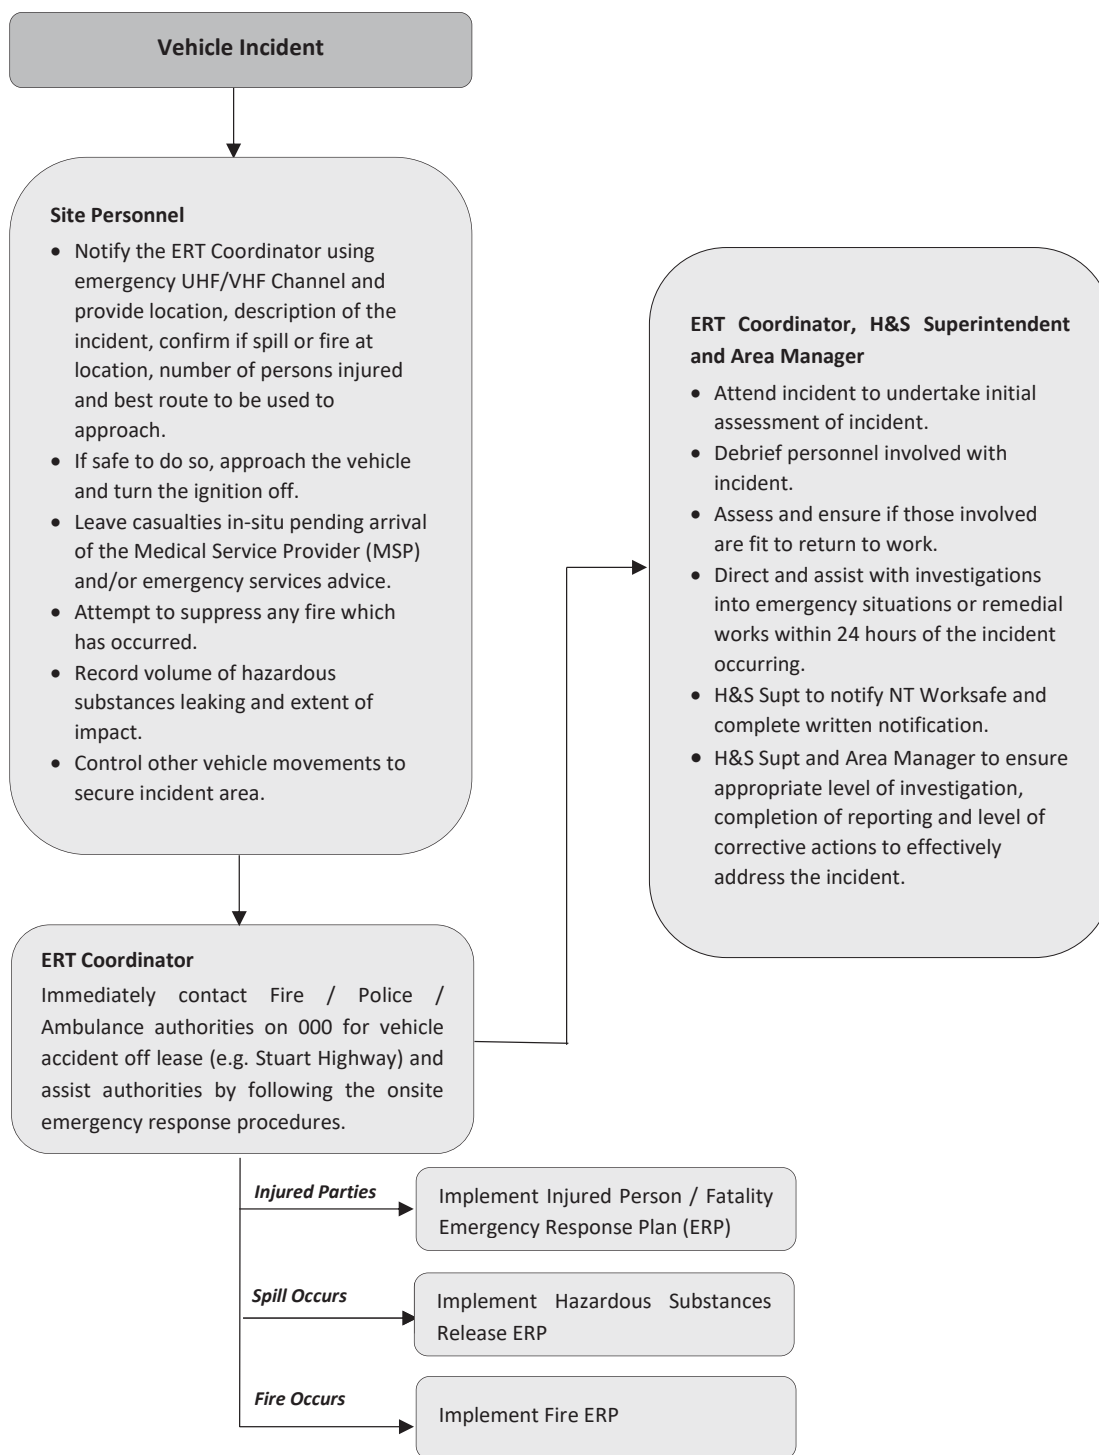 Vehicle Incident
Site Personnel
• Notify the ERT Coordinator using
emergency UHF/VHF Channel and
provide location, description of the
incident, confirm if spill or fire at
location, number of persons injured
and best route to be used to
approach.
• If safe to do so, approach the vehicle
and turn the ignition off.
• Leave casualties in-situ pending arrival
of the Medical Service Provider (MSP)
and/or emergency services advice.
• Attempt to suppress any fire which
has occurred.
• Record volume of hazardous
substances leaking and extent of
impact.
• Control other vehicle movements to
secure incident area.
ERT Coordinator, H&S Superintendent
and Area Manager
• Attend incident to undertake initial
assessment of incident.
• Debrief personnel involved with
incident.
• Assess and ensure if those involved
are fit to return to work.
• Direct and assist with investigations
into emergency situations or remedial
works within 24 hours of the incident
occurring.
• H&S Supt to notify NT Worksafe and
complete written notification.
• H&S Supt and Area Manager to ensure
appropriate level of investigation,
completion of reporting and level of
corrective actions to effectively
address the incident.
ERT Coordinator
Immediately contact Fire / Police /
Ambulance authorities on 000 for vehicle
accident off lease (e.g. Stuart Highway) and
assist authorities by following the onsite
emergency response procedures.
Injured Parties
Implement Injured Person / Fatality
Emergency Response Plan (ERP)
Spill Occurs
Implement Hazardous Substances
Release ERP
Fire Occurs
Implement Fire ERP